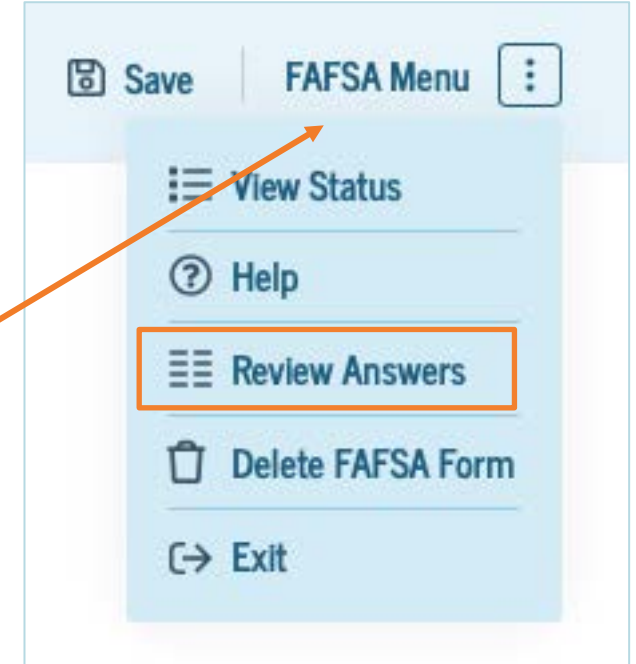 Save FAFSA Menu
View Status
Help
Review Answers
Delete FAFSA Form
Exit